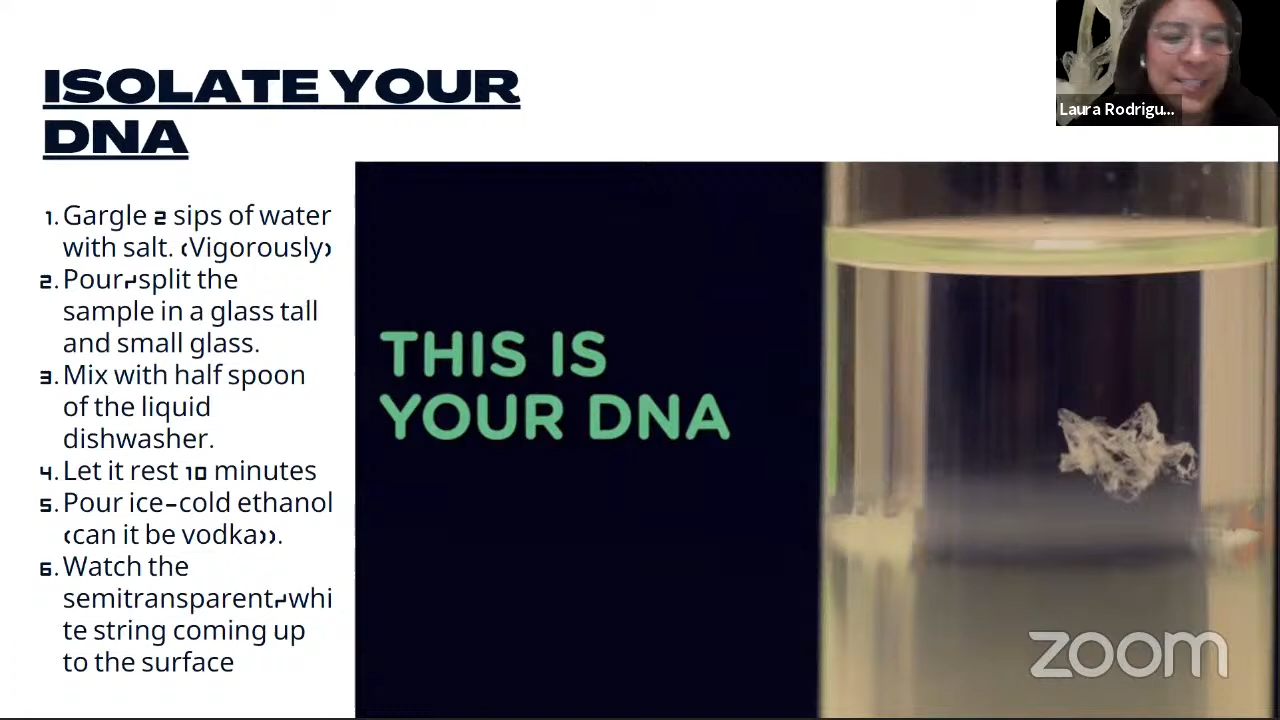 ISOLATE YOUR
DNA
1. Gargle 2 sips of water
with salt. (Vigorously)
2. Pour/split the
sample in a glass tall
and small glass.
3. Mix with half spoon
of the liquid
dishwasher.
4. Let it rest 10 minutes
5. Pour ice-cold ethanol
(can it be vodka)).
6. Watch the
semitransparent/whi
te string coming up
to the surface
THIS IS
YOUR DNA
Laura Rodrigu...
zoom